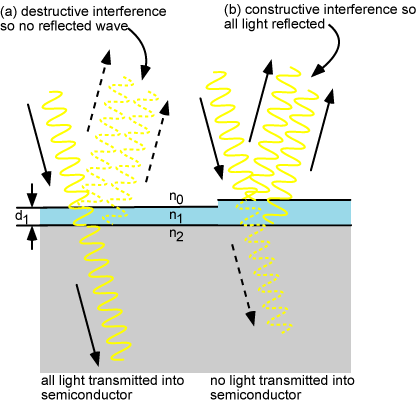 (a) destructive interference
so no reflected wave
(b) constructive interference so
all light reflected
n0
d1
n1
n2
all light transmitted into
semiconductor
no light transmitted into
semiconductor